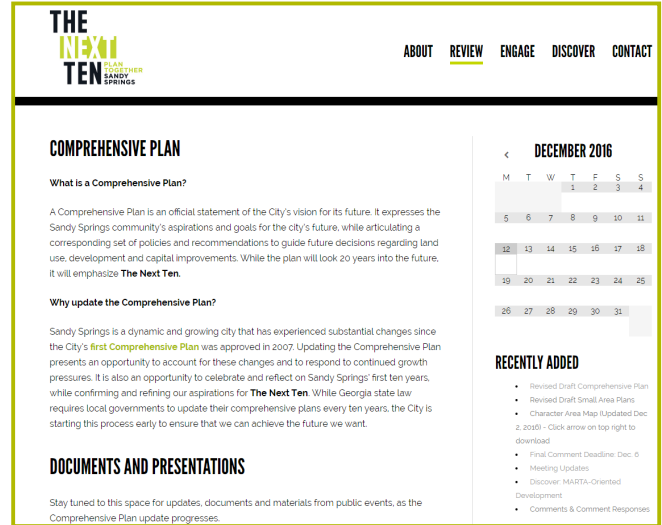 THE
NEXT
TEN PLAN
TOGETHER
SANDY
SPRINGS
ABOUT REVIEW ENGAGE DISCOVER CONTACT
COMPREHENSIVE PLAN
What is a Comprehensive Plan?
A Comprehensive Plan is an official statement of the City's vision for its future. It expresses the
Sandy Springs community's aspirations and goals for the city's future, while articulating a
corresponding set of policies and recommendations to guide future decisions regarding land
use, development and capital improvements. While the plan will look 20 years into the future,
it will emphasize The Next Ten.
Why update the Comprehensive Plan?
Sandy Springs is a dynamic and growing city that has experienced substantial changes since
the City's first Comprehensive Plan was approved in 2007. Updating the Comprehensive Plan
presents an opportunity to account for these changes and to respond to continued growth
pressures. It is also an opportunity to celebrate and reflect on Sandy Springs' first ten years,
while confirming and refining our aspirations for The Next Ten. While Georgia state law
requires local governments to update their comprehensive plans every ten years, the City is
starting this process early to ensure that we can achieve the future we want.
DOCUMENTS AND PRESENTATIONS
Stay tuned to this space for updates, documents and materials from public events, as the
Comprehensive Plan update progresses.
‹ DECEMBER 2016
M T W T F S S
1 2 3 4
5 6 7 8 9 10 11
12 13 14 15 16 17 18
19 20 21 22 23 24 25
26 27 28 29 30 31
RECENTLY ADDED
• Revised Draft Comprehensive Plan
• Revised Draft Small Area Plans
• Character Area Map (Updated Dec
2, 2016) - Click arrow on top right to
download
• Final Comment Deadline: Dec. 6
• Meeting Updates
• Discover: MARTA-Oriented
Development
• Comments & Comment Responses